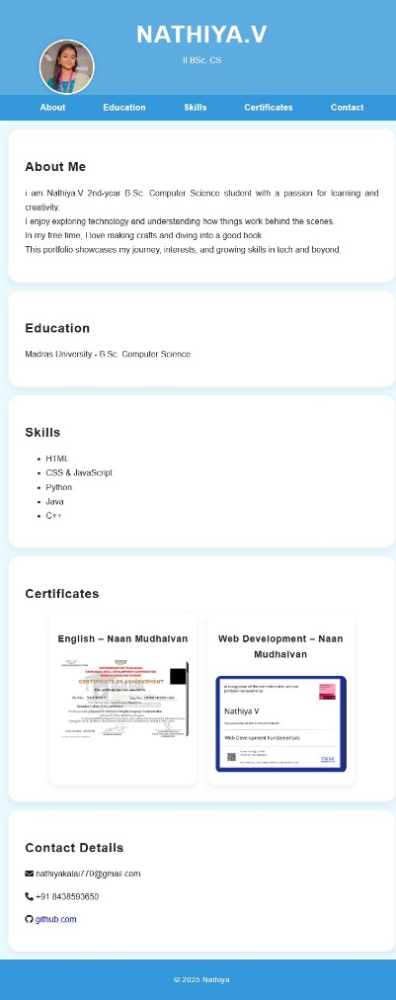 NATHIYA.V
II BSc. CS
About Education Skills Certificates Contact
About Me
i am Nathiya.V 2nd-year B.Sc. Computer Science student with a passion for learning and
creativity.
I enjoy exploring technology and understanding how things work behind the scenes.
In my free time, I love making crafts and diving into a good book.
This portfolio showcases my journey, interests, and growing skills in tech and beyond.
Education
Madras University - B.Sc. Computer Science
Skills
• HTML
• CSS & JavaScript
• Python
• Java
• C++
Certificates
English – Naan Mudhalvan
CERTIFICATE OF ACHIEVEMENT
Web Development – Naan
Mudhalvan
In recognition of the commitment to achieve
professional excellence
Nathiya V
Web Development Fundamentals
IBM
Contact Details
nathiyakalai770@gmail.com
+91 8438593650
github.com
© 2025 Nathiya